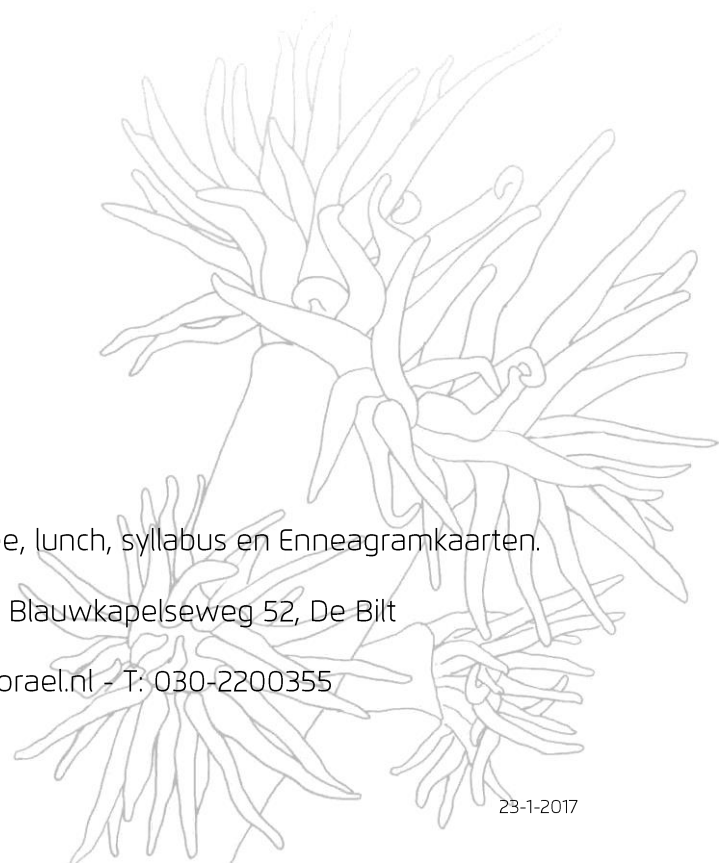 e, lunch, syllabus en Enneagramkaarten.
Blauwkapelseweg 52, De Bilt
orael.nl - T: 030-2200355
23-1-2017